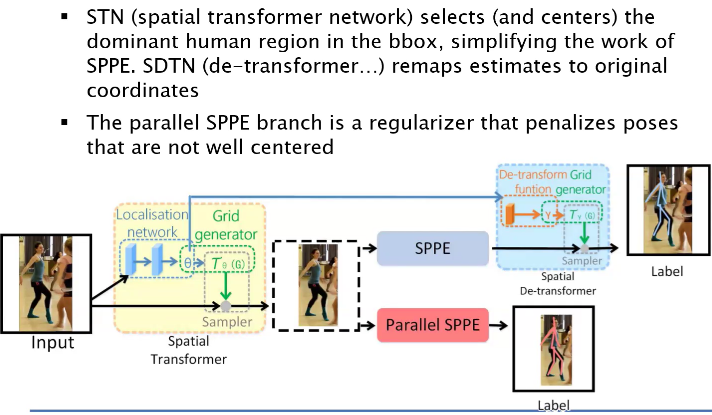 ▪ STN (spatial transformer network) selects (and centers) the
dominant human region in the bbox, simplifying the work of
SPPE. SDTN (de-transformer...) remaps estimates to original
coordinates
▪ The parallel SPPE branch is a regularizer that penalizes poses
that are not well centered
De-transform Grid
funtion generator
γ
Tγ (G)
Sampler
Spatial
De-transformer
Label
Localisation
network
Grid
generator
θ
Tθ (G)
Sampler
Spatial
Transformer
Input
SPPE
Parallel SPPE
Label